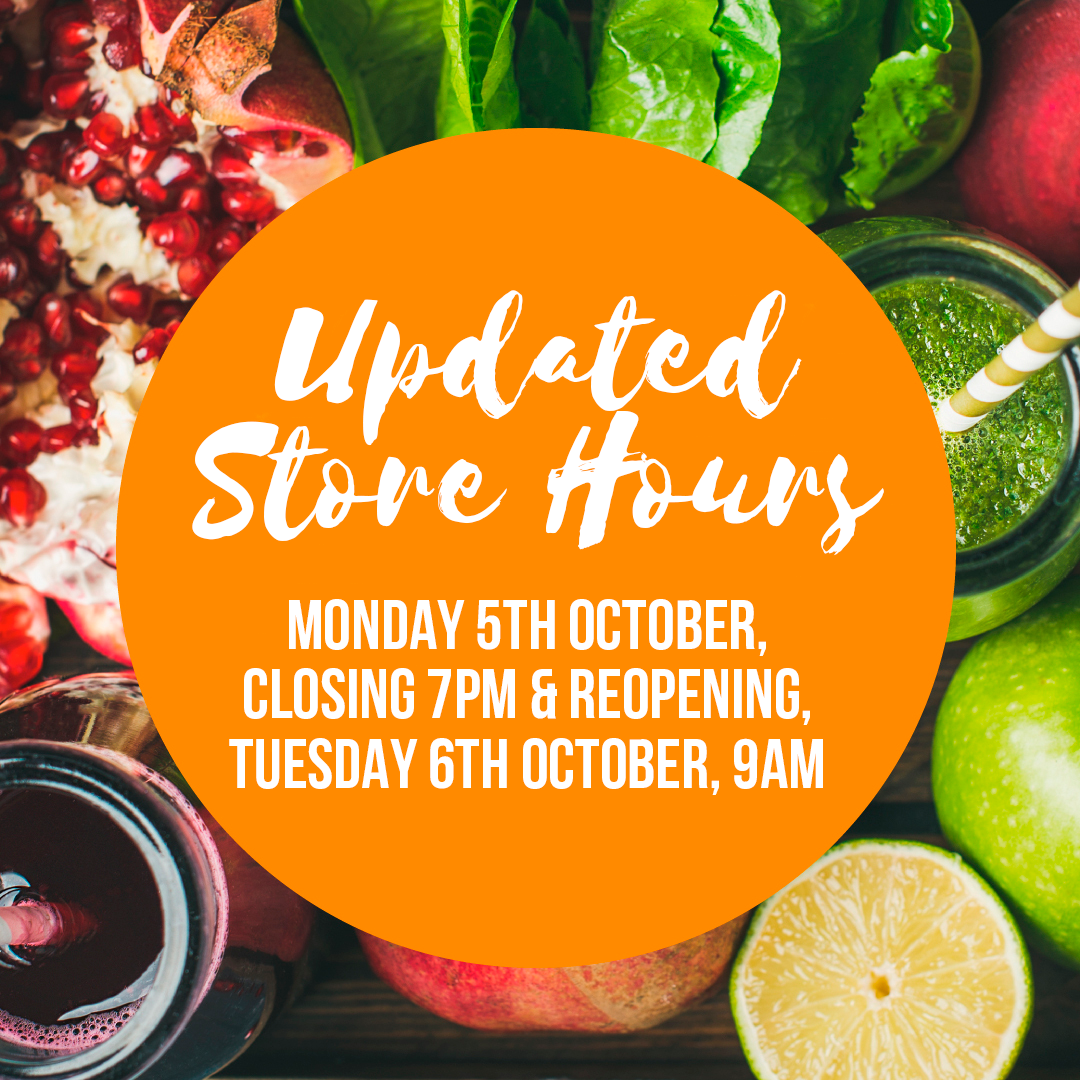 Updated
Store Hours
MONDAY 5TH OCTOBER,
CLOSING 7PM & REOPENING,
TUESDAY 6TH OCTOBER, 9AM